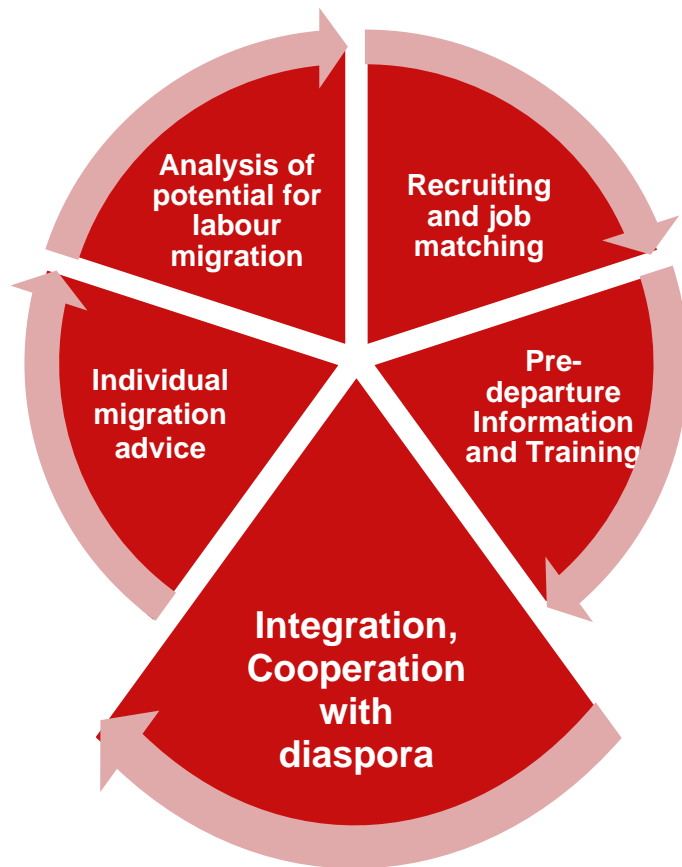 Analysis of
potential for
labour
migration
Recruiting
and job
matching
Pre-
departure
Information
and Training
Integration,
Cooperation
with
diaspora
Individual
migration
advice